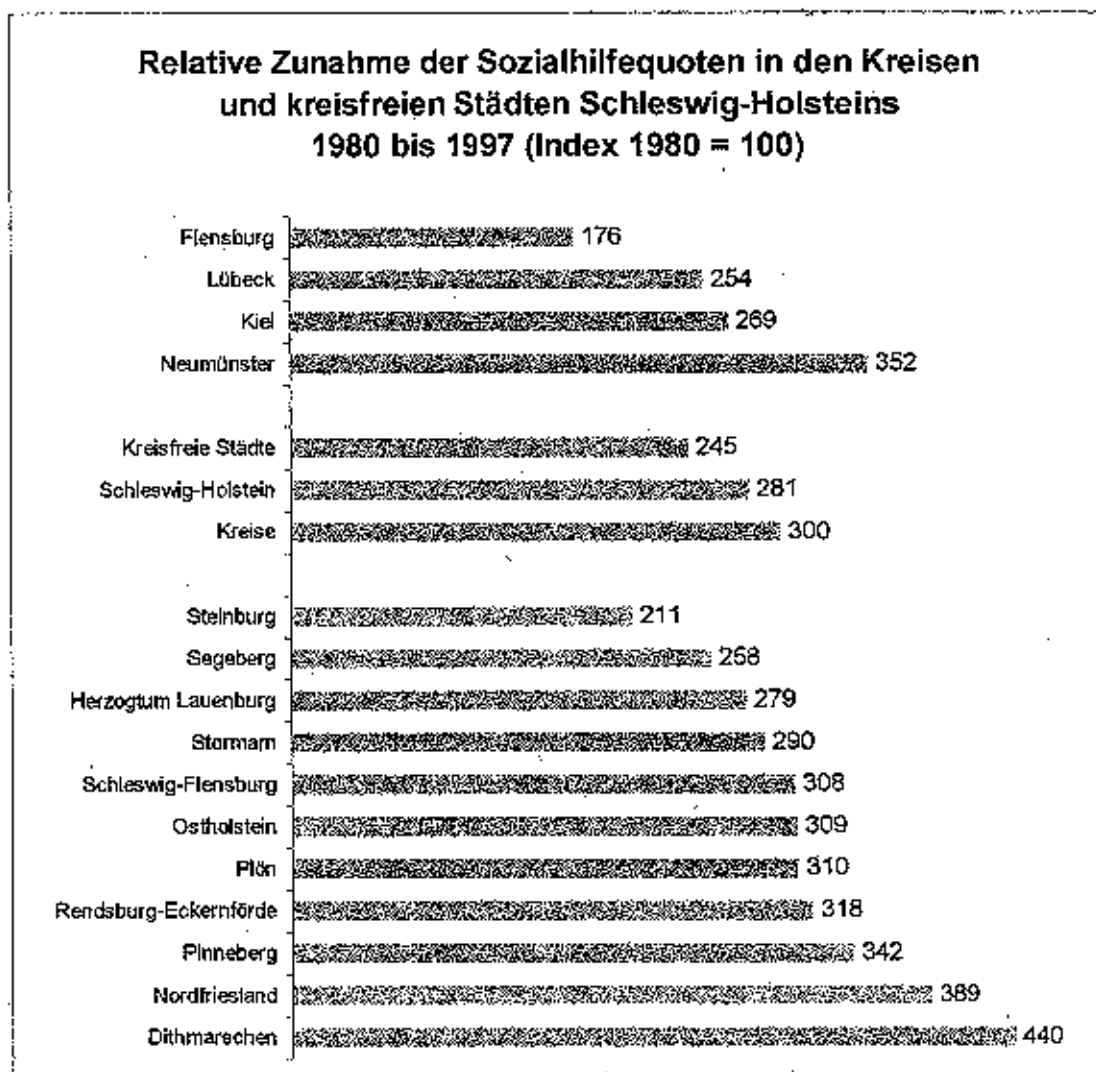 Relative Zunahme der Sozialhilfequoten in den Kreisen
und kreisfreien Städten Schleswig-Holsteins
1980 bis 1997 (Index 1980 = 100)
Flensburg 176
Lübeck 254
Kiel 269
Neumünster 352
Kreisfreie Städte 245
Schleswig-Holstein 281
Kreise 300
Steinburg 211
Segeberg 258
Herzogtum Lauenburg 279
Stormarn 290
Schleswig-Flensburg 308
Ostholstein 309
Plön 310
Rendsburg-Eckernförde 318
Pinneberg 342
Nordfriesland 389
Dithmarschen 440